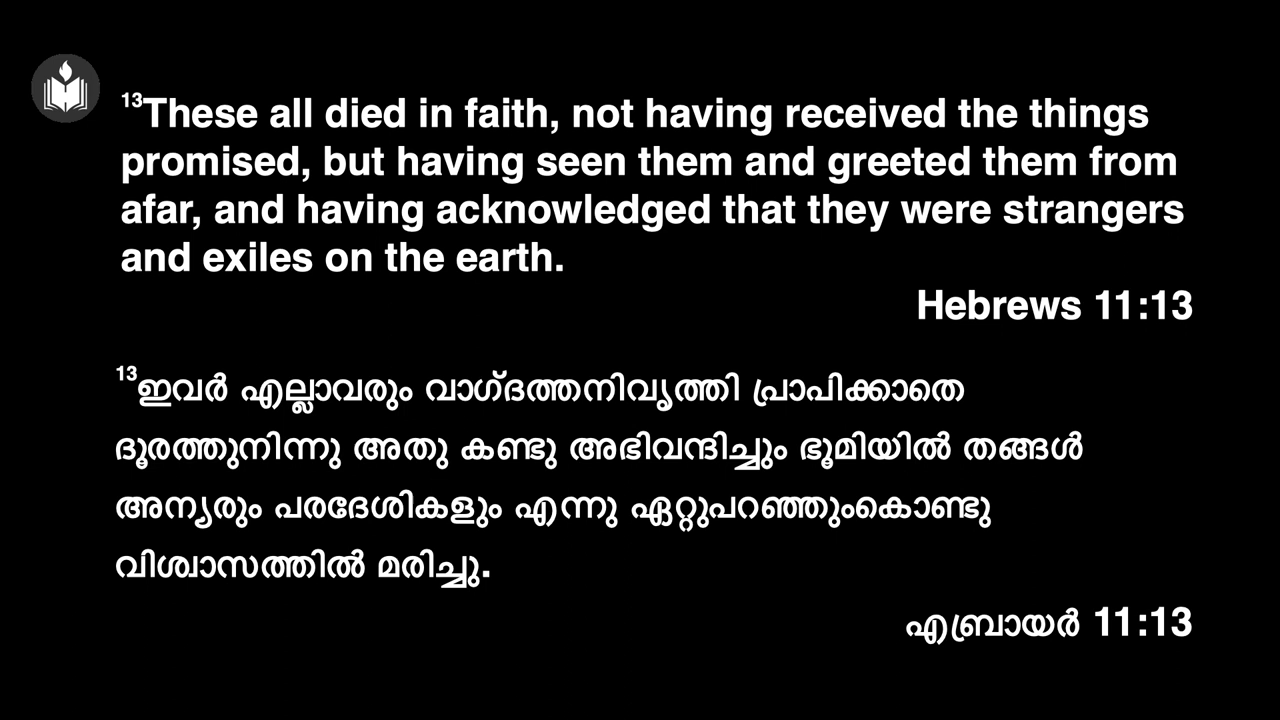 13These all died in faith, not having received the things
promised, but having seen them and greeted them from
afar, and having acknowledged that they were strangers
and exiles on the earth.
Hebrews 11:13
13ഇവർ എല്ലാവരും വാഗ്ദത്തനിവൃത്തി പ്രാപിക്കാതെ
ദൂരത്തുനിന്നു അതു കണ്ടു അഭിവന്ദിച്ചും ഭൂമിയിൽ തങ്ങൾ
അന്യരും പരദേശികളും എന്നു ഏറ്റുപറഞ്ഞുംകൊണ്ടു
വിശ്വാസത്തിൽ മരിച്ചു.
എബ്രായർ 11:13